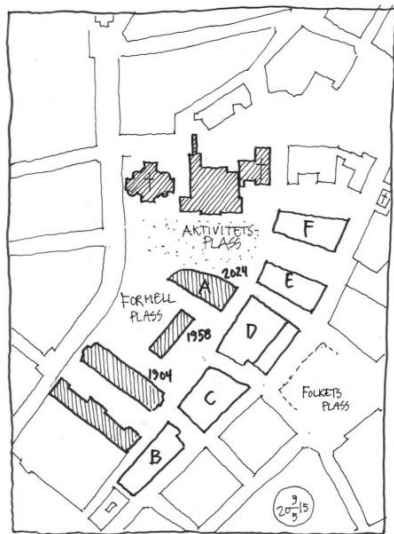 AKTIVITETS-
PLASS
F
2024
A
E
FORMELL
PLASS
1958
D
1904
C
FOLKETS
PLASS
B
9
20 15
5